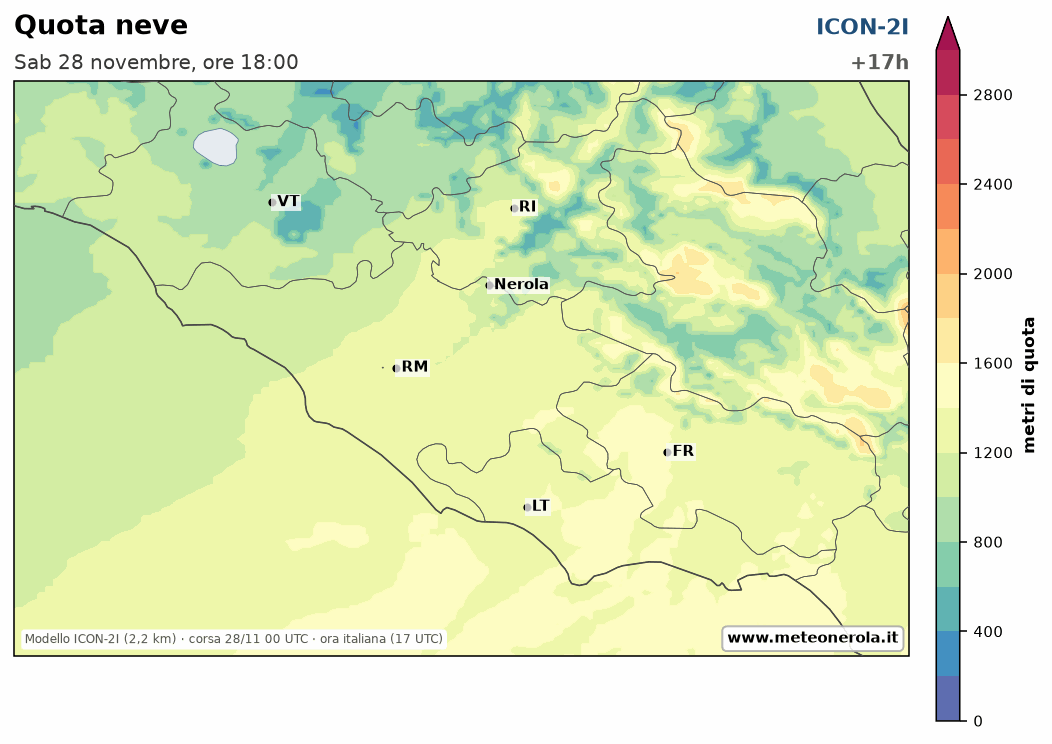 Quota neve
ICON-2I
Sab 28 novembre, ore 18:00
+17h
VT
RI
Nerola
RM
FR
LT
Modello ICON-2I (2,2 km) · corsa 28/11 00 UTC · ora italiana (17 UTC)
www.meteonerola.it
2800
2400
2000
1600
1200
800
400
0
metri di quota